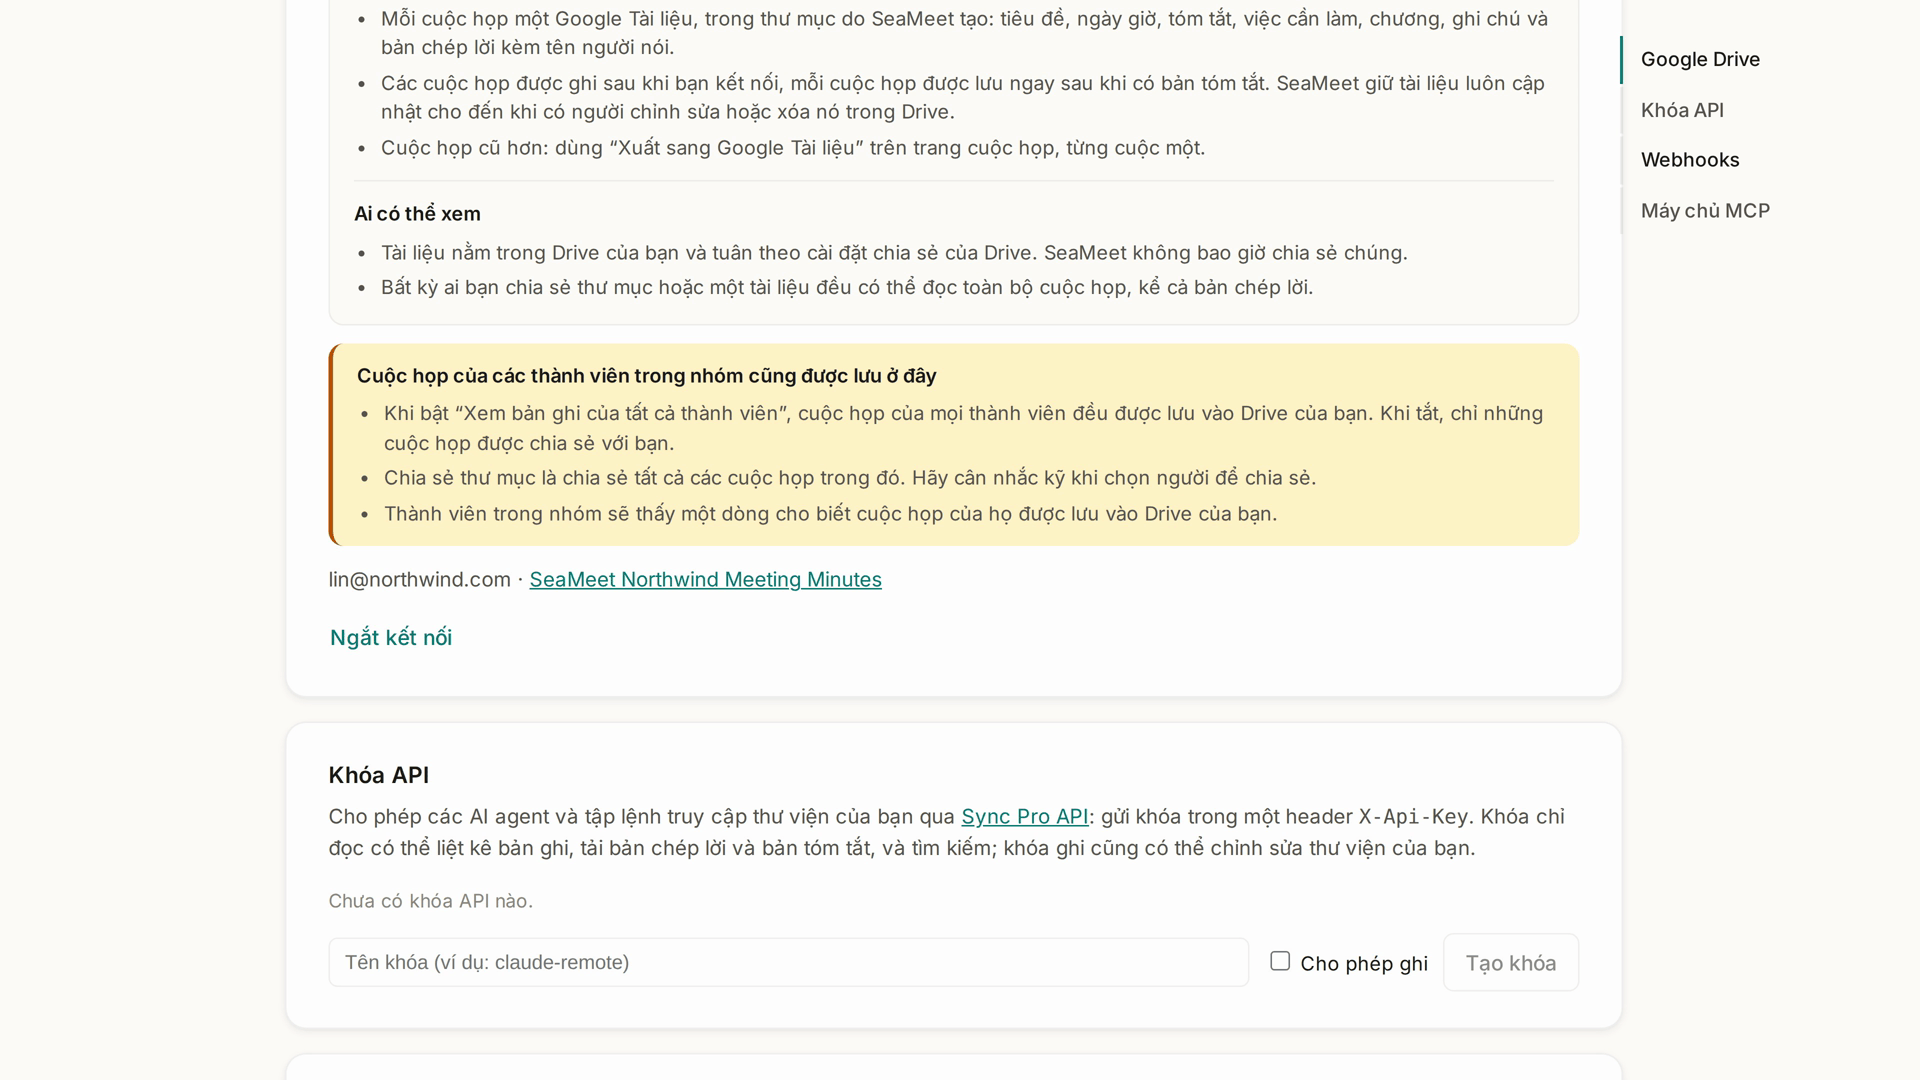 Mỗi cuộc họp một Google Tài liệu, trong thư mục do SeaMeet tạo: tiêu đề, ngày giờ, tóm tắt, việc cần làm, chương, ghi chú và
bản chép lời kèm tên người nói.
Các cuộc họp được ghi sau khi bạn kết nối, mỗi cuộc họp được lưu ngay sau khi có bản tóm tắt. SeaMeet giữ tài liệu luôn cập
nhật cho đến khi có người chỉnh sửa hoặc xóa nó trong Drive.
Cuộc họp cũ hơn: dùng “Xuất sang Google Tài liệu” trên trang cuộc họp, từng cuộc một.
Ai có thể xem
Tài liệu nằm trong Drive của bạn và tuân theo cài đặt chia sẻ của Drive. SeaMeet không bao giờ chia sẻ chúng.
Bất kỳ ai bạn chia sẻ thư mục hoặc một tài liệu đều có thể đọc toàn bộ cuộc họp, kể cả bản chép lời.
Cuộc họp của các thành viên trong nhóm cũng được lưu ở đây
Khi bật “Xem bản ghi của tất cả thành viên”, cuộc họp của mọi thành viên đều được lưu vào Drive của bạn. Khi tắt, chỉ những
cuộc họp được chia sẻ với bạn.
Chia sẻ thư mục là chia sẻ tất cả các cuộc họp trong đó. Hãy cân nhắc kỹ khi chọn người để chia sẻ.
Thành viên trong nhóm sẽ thấy một dòng cho biết cuộc họp của họ được lưu vào Drive của bạn.
lin@northwind.com · SeaMeet Northwind Meeting Minutes
Ngắt kết nối
Khóa API
Cho phép các AI agent và tập lệnh truy cập thư viện của bạn qua Sync Pro API: gửi khóa trong một header X-Api-Key. Khóa chỉ
đọc có thể liệt kê bản ghi, tải bản chép lời và bản tóm tắt, và tìm kiếm; khóa ghi cũng có thể chỉnh sửa thư viện của bạn.
Chưa có khóa API nào.
Tên khóa (ví dụ: claude-remote)
Cho phép ghi
Tạo khóa
Google Drive
Khóa API
Webhooks
Máy chủ MCP